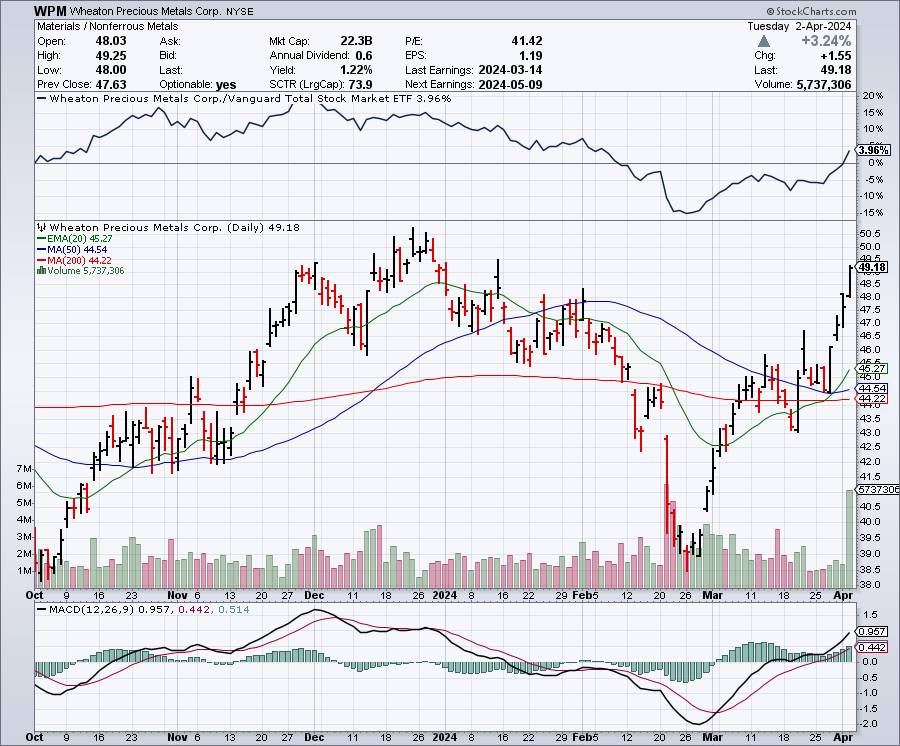 WPM Wheaton Precious Metals Corp. NYSE © StockCharts.com
Materials / Nonferrous Metals Tuesday 2-Apr-2024
Open: 48.03 Ask: Mkt Cap: 22.3B P/E: 41.42 +3.24%
High: 49.25 Bid: Annual Dividend: 0.6 EPS: 1.19 Chg: +1.55
Low: 48.00 Last: Yield: 1.22% Last Earnings: 2024-03-14 Last: 49.18
Prev Close: 47.63 Optionable: yes SCTR (LrgCap): 73.9 Next Earnings: 2024-05-09 Volume: 5,737,306
Wheaton Precious Metals Corp./Vanguard Total Stock Market ETF 3.96%
20%
15%
10%
3.96%
0%
-5%
-10%
-15%
Wheaton Precious Metals Corp. (Daily) 49.18
EMA(20) 45.27
MA(50) 44.54
MA(200) 44.22
Volume 5,737,306
50.5
50.0
49.5
49.18
48.5
48.0
47.5
47.0
46.5
46.0
45.5
45.27
45.0
44.54
44.22
44.0
43.5
43.0
42.5
42.0
41.5
41.0
5737306
40.5
40.0
39.5
39.0
38.5
38.0
7M
6M
5M
4M
3M
2M
1M
Oct 9 16 23 Nov 6 13 20 27 Dec 11 18 26 2024 8 16 22 29 Feb 5 12 20 26 Mar 11 18 25 Apr
MACD(12,26,9) 0.957, 0.442, 0.514
1.5
0.957
0.442
0.0
-0.5
-1.0
-1.5
-2.0
Oct 9 16 23 Nov 6 13 20 27 Dec 11 18 26 2024 8 16 22 29 Feb 5 12 20 26 Mar 11 18 25 Apr